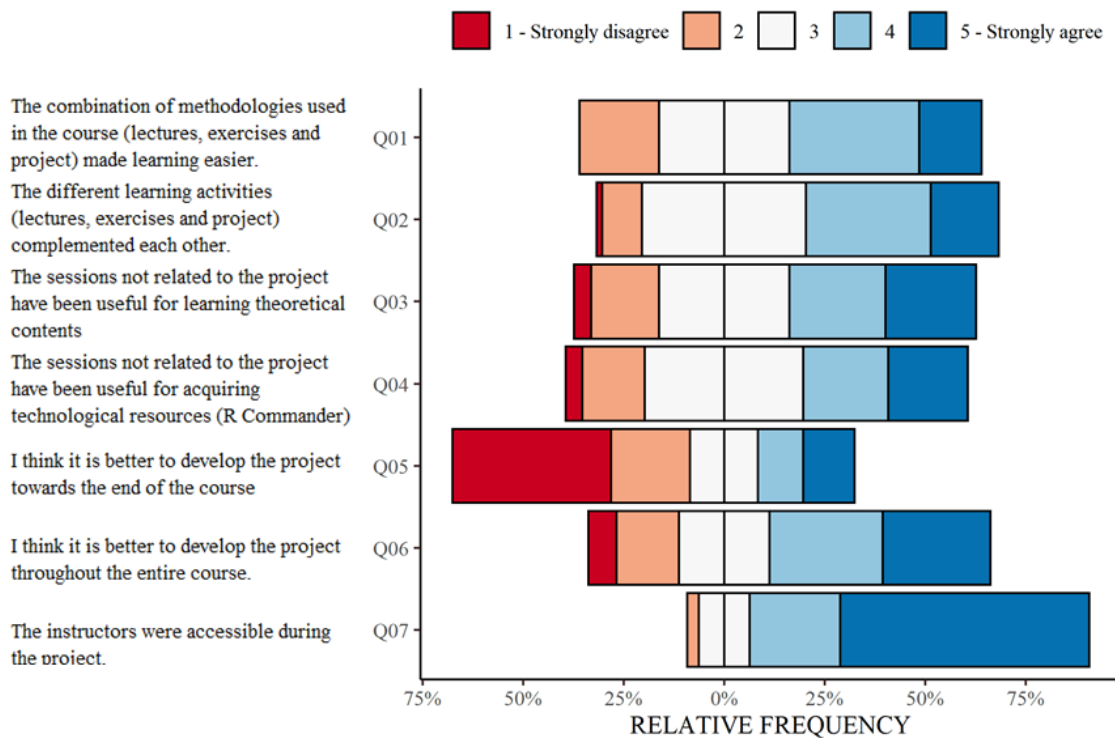 1 - Strongly disagree 2 3 4 5 - Strongly agree
The combination of methodologies used
in the course (lectures, exercises and
project) made learning easier.
Q01
The different learning activities
(lectures, exercises and project)
complemented each other.
Q02
The sessions not related to the project
have been useful for learning theoretical
contents
Q03
The sessions not related to the project
have been useful for acquiring
technological resources (R Commander)
Q04
I think it is better to develop the project
towards the end of the course
Q05
I think it is better to develop the project
throughout the entire course.
Q06
The instructors were accessible during
the project.
Q07
75% 50% 25% 0% 25% 50% 75%
RELATIVE FREQUENCY